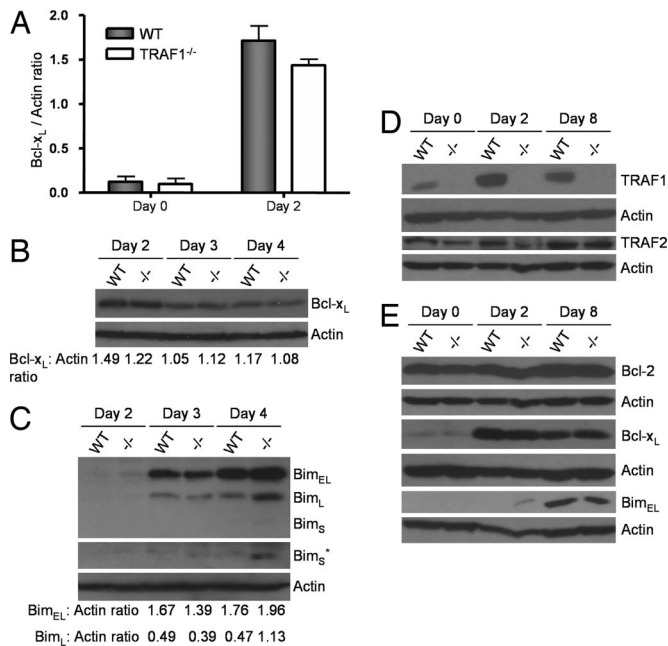 A
2.0
1.5
1.0
0.5
0.0
Bcl-xL / Actin ratio
WT
TRAF1-/-
Day 0 Day 2
B
Day 2 Day 3 Day 4
WT -/- WT -/- WT -/-
Bcl-xL
Actin
Bcl-xL: Actin ratio 1.49 1.22 1.05 1.12 1.17 1.08
C
Day 2 Day 3 Day 4
WT -/- WT -/- WT -/-
BimEL
BimL
BimS
BimS*
Actin
BimEL: Actin ratio 1.67 1.39 1.76 1.96
BimL: Actin ratio 0.49 0.39 0.47 1.13
D
Day 0 Day 2 Day 8
WT -/- WT -/- WT -/-
TRAF1
Actin
TRAF2
Actin
E
Day 0 Day 2 Day 8
WT -/- WT -/- WT -/-
Bcl-2
Actin
Bcl-xL
Actin
BimEL
Actin